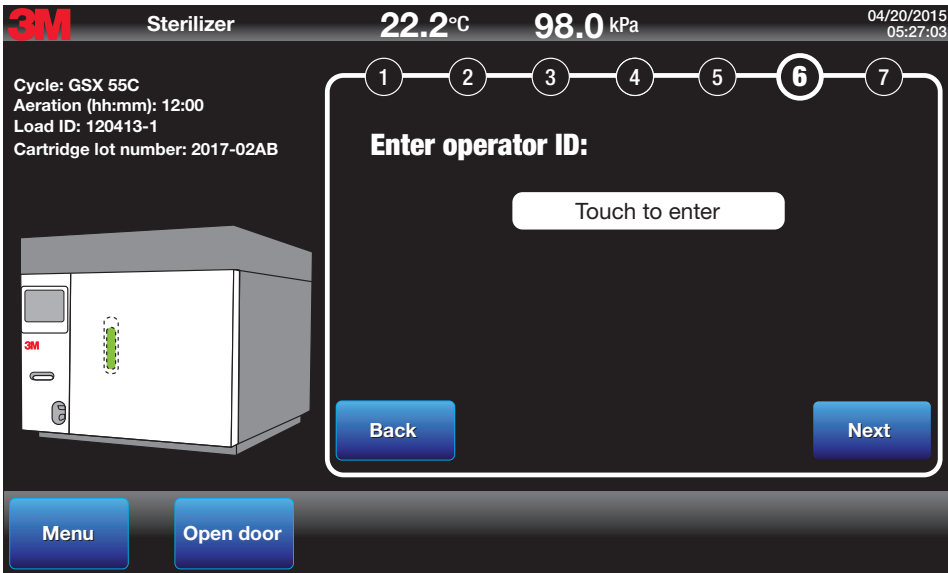 3M Sterilizer 22.2°C 98.0 kPa 04/20/2015
05:27:03
Cycle: GSX 55C
Aeration (hh:mm): 12:00
Load ID: 120413-1
Cartridge lot number: 2017-02AB
1 2 3 4 5 6 7
Enter operator ID:
Touch to enter
3M
Back Next
Menu Open door